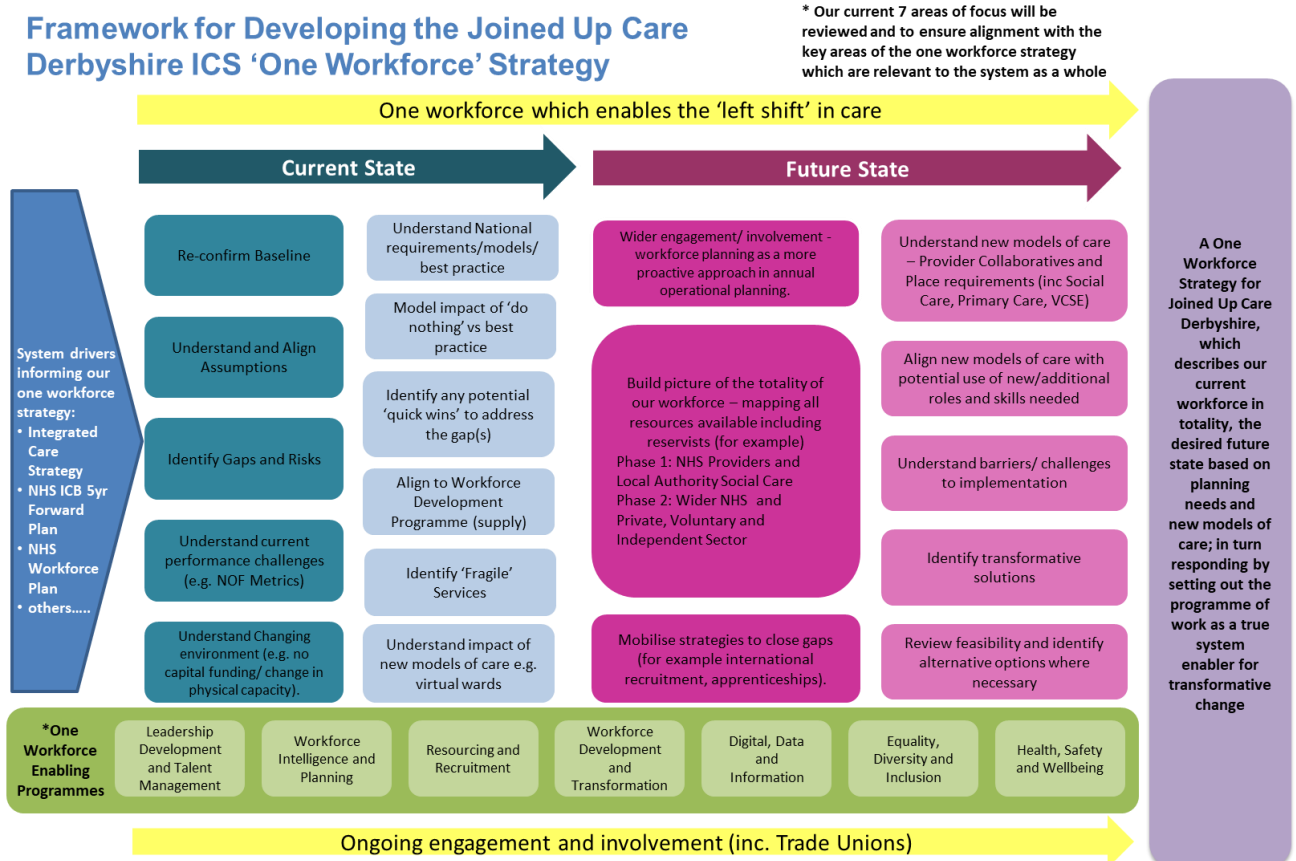 Framework for Developing the Joined Up Care
Derbyshire ICS ‘One Workforce’ Strategy
* Our current 7 areas of focus will be
reviewed and to ensure alignment with the
key areas of the one workforce strategy
which are relevant to the system as a whole
One workforce which enables the ‘left shift’ in care
Current State
Future State
System drivers
informing our
one workforce
strategy:
• Integrated
Care
Strategy
• NHS ICB 5yr
Forward
Plan
• NHS
Workforce
Plan
• others…..
Re-confirm Baseline
Understand and Align
Assumptions
Identify Gaps and Risks
Understand current
performance challenges
(e.g. NOF Metrics)
Understand Changing
environment (e.g. no
capital funding/ change in
physical capacity).
Understand National
requirements/models/
best practice
Model impact of ‘do
nothing’ vs best
practice
Identify any potential
‘quick wins’ to address
the gap(s)
Align to Workforce
Development
Programme (supply)
Identify ‘Fragile’
Services
Understand impact of
new models of care e.g.
virtual wards
Wider engagement/ involvement -
workforce planning as a more
proactive approach in annual
operational planning.
Build picture of the totality of
our workforce – mapping all
resources available including
reservists (for example)
Phase 1: NHS Providers and
Local Authority Social Care
Phase 2: Wider NHS and
Private, Voluntary and
Independent Sector
Mobilise strategies to close gaps
(for example international
recruitment, apprenticeships).
Understand new models of care
– Provider Collaboratives and
Place requirements (inc Social
Care, Primary Care, VCSE)
Align new models of care with
potential use of new/additional
roles and skills needed
Understand barriers/ challenges
to implementation
Identify transformative
solutions
Review feasibility and identify
alternative options where
necessary
A One
Workforce
Strategy for
Joined Up Care
Derbyshire,
which
describes our
current
workforce in
totality, the
desired future
state based on
planning
needs and
new models of
care; in turn
responding by
setting out the
programme of
work as a true
system
enabler for
transformative
change
*One
Workforce
Enabling
Programmes
Leadership
Development
and Talent
Management
Workforce
Intelligence and
Planning
Resourcing and
Recruitment
Workforce
Development
and
Transformation
Digital, Data
and
Information
Equality,
Diversity and
Inclusion
Health, Safety
and Wellbeing
Ongoing engagement and involvement (inc. Trade Unions)